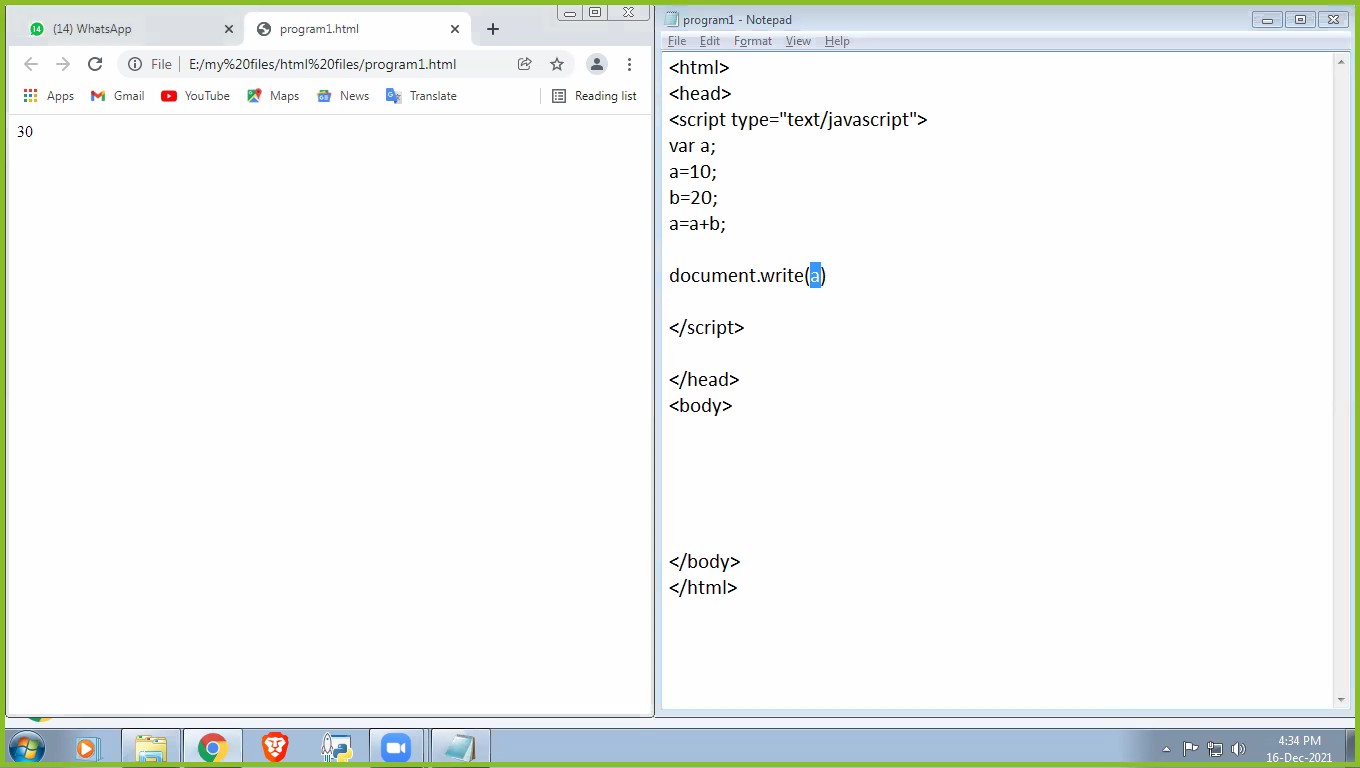 14 (14) WhatsApp
program1.html
File E:/my%20files/html%20files/program1.html
Apps Gmail YouTube Maps News Translate Reading list
30
program1 - Notepad
File Edit Format View Help
<html>
<head>
<script type="text/javascript">
var a;
a=10;
b=20;
a=a+b;
document.write(a)
</script>
</head>
<body>
</body>
</html>
4:34 PM
16-Dec-2021